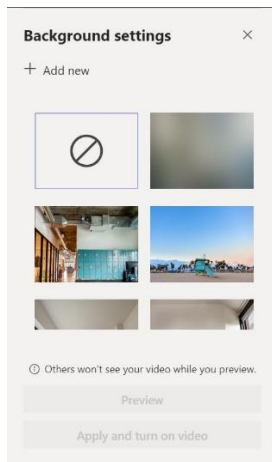 Background settings
Add new
Others won't see your video while you preview.
Preview
Apply and turn on video